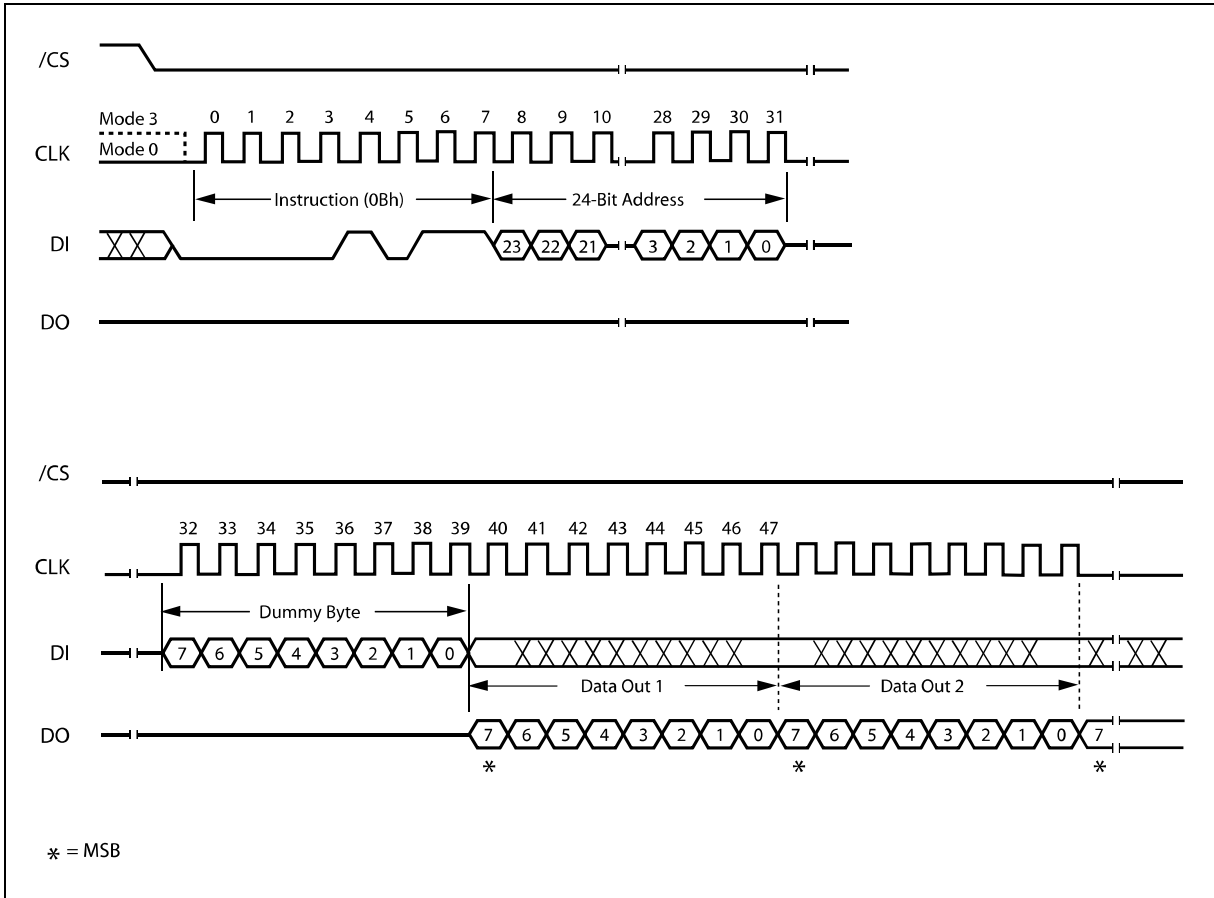 /CS
Mode 3
0 1 2 3 4 5 6 7 8 9 10 28 29 30 31
CLK
Mode 0
Instruction (0Bh) 24-Bit Address
DI 23 22 21 3 2 1 0
DO
/CS
32 33 34 35 36 37 38 39 40 41 42 43 44 45 46 47
CLK
Dummy Byte
DI 7 6 5 4 3 2 1 0
Data Out 1 Data Out 2
DO 7 6 5 4 3 2 1 0 7 6 5 4 3 2 1 0 7
* * *
* = MSB